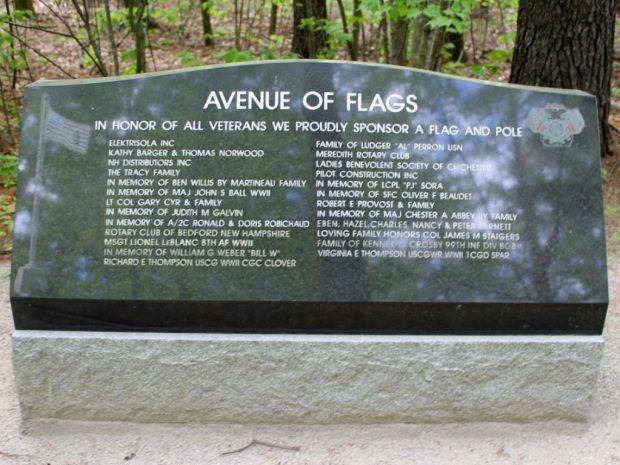 AVENUE OF FLAGS
IN HONOR OF ALL VETERANS WE PROUDLY SPONSOR A FLAG AND POLE
ELEKTRISOLA INC
KATHY BARGER & THOMAS NORWOOD
NH DISTRIBUTORS INC
THE TRACY FAMILY
IN MEMORY OF BEN WILLIS BY MARTINEAU FAMILY
IN MEMORY OF MAJ JOHN S BALL WWII
LT COL GARY CYR & FAMILY
IN MEMORY OF JUDITH M GALVIN
IN MEMORY OF A/2C RONALD & DORIS ROBICHAUD
ROTARY CLUB OF BEDFORD NEW HAMPSHIRE
MSGT LIONEL LEBLANC 8TH AF WWII
IN MEMORY OF WILLIAM G WEBER "BILL W"
RICHARD E THOMPSON USCG WWII CGC CLOVER
FAMILY OF LUDGER "AL" PERRON USN
MEREDITH ROTARY CLUB
LADIES BENEVOLENT SOCIETY OF CHICHESTER
PILOT CONSTRUCTION INC
IN MEMORY OF LCPL "PJ" SORA
IN MEMORY OF SFC OLIVER F BEAUDET
ROBERT E PROVOST & FAMILY
IN MEMORY OF MAJ CHESTER A ABBEY BY FAMILY
EBEN, HAZEL, CHARLES, NANCY & PETER BARNETT
LOVING FAMILY HONORS COL JAMES M STAIGERS
FAMILY OF KENNETH CROSBY 99TH INF DIV BOB
VIRGINIA E THOMPSON USCGWR WWII 1CGD SPAR